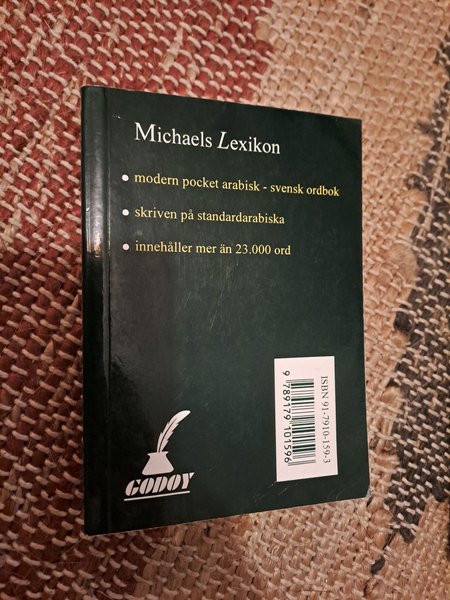 Michaels Lexikon
• modern pocket arabisk - svensk ordbok
• skriven på standardarabiska
• innehåller mer än 23.000 ord
ISBN 91-7910-159-3
9 789179 101596
GODOY